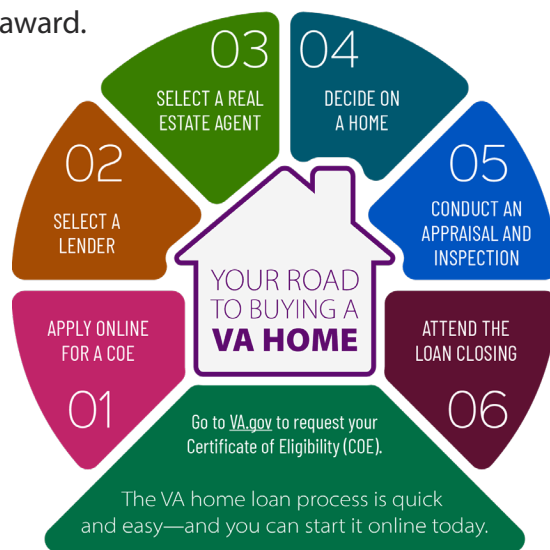 award.
01
APPLY ONLINE
FOR A COE
02
SELECT A
LENDER
03
SELECT A REAL
ESTATE AGENT
04
DECIDE ON
A HOME
05
CONDUCT AN
APPRAISAL AND
INSPECTION
06
ATTEND THE
LOAN CLOSING
YOUR ROAD
TO BUYING A
VA HOME
Go to VA.gov to request your
Certificate of Eligibility (COE).
The VA home loan process is quick
and easy—and you can start it online today.